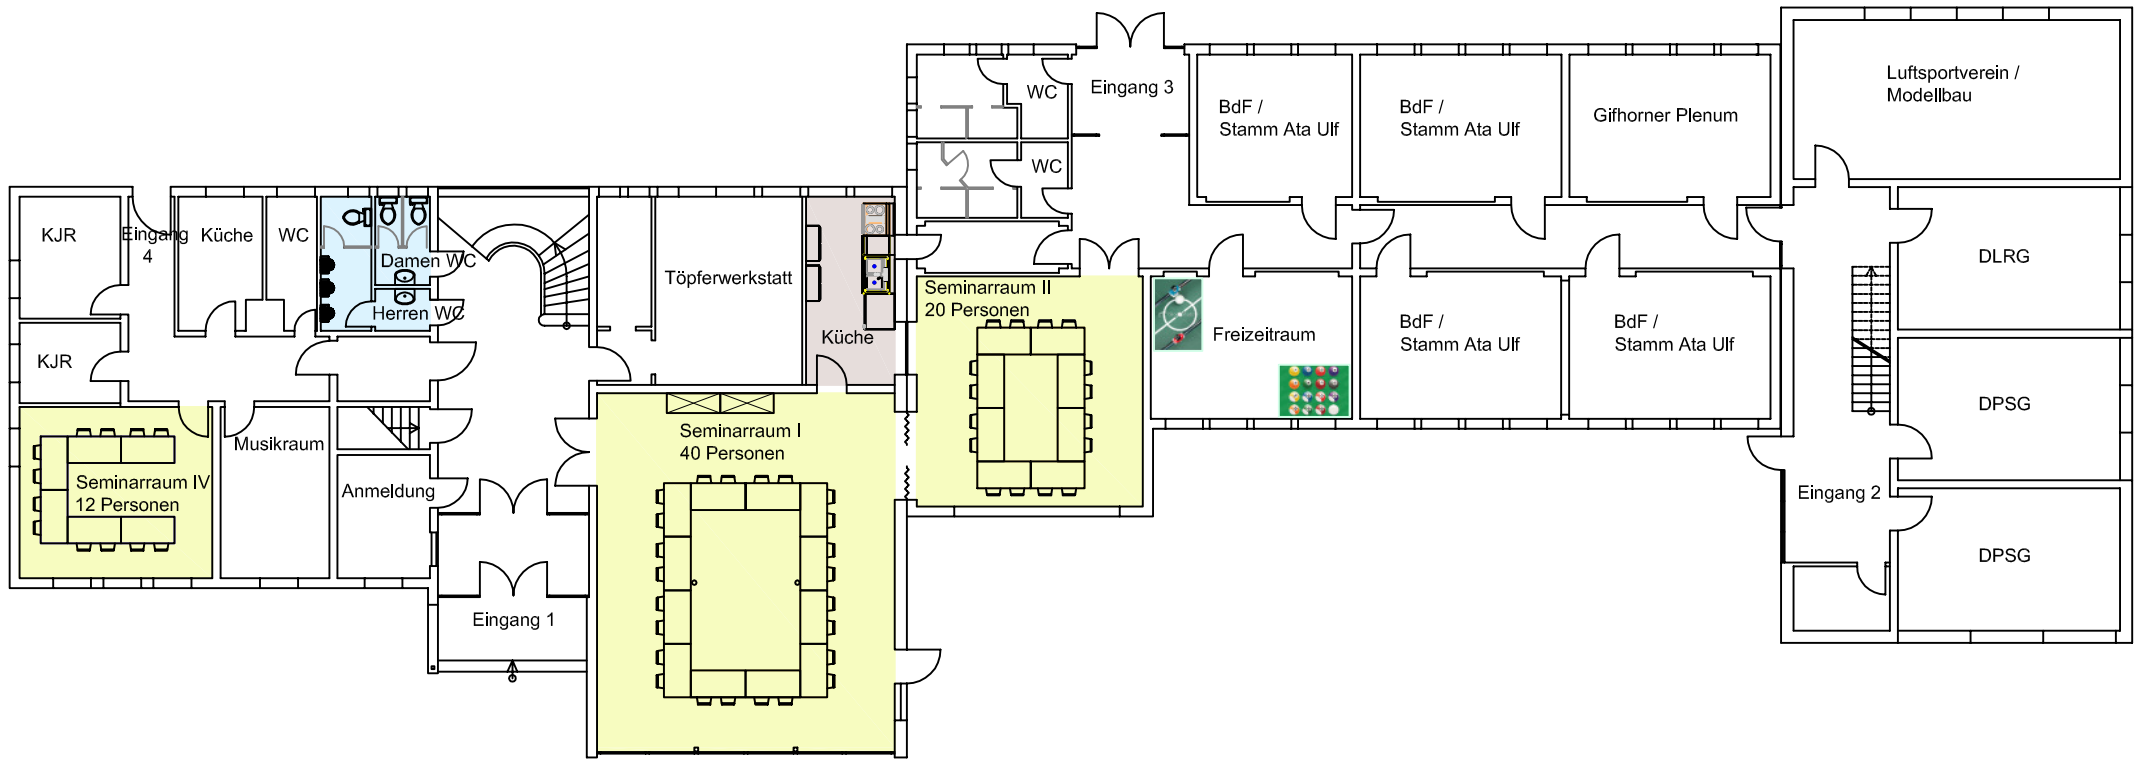 KJR
Eingang
4
Küche
WC
Damen WC
Herren WC
KJR
Seminarraum IV
12 Personen
Musikraum
Anmeldung
Eingang 1
Töpferwerkstatt
Küche
Seminarraum I
40 Personen
WC
WC
Eingang 3
Seminarraum II
20 Personen
Freizeitraum
BdF /
Stamm Ata Ulf
BdF /
Stamm Ata Ulf
Gifhorner Plenum
BdF /
Stamm Ata Ulf
BdF /
Stamm Ata Ulf
Luftsportverein /
Modellbau
DLRG
DPSG
Eingang 2
DPSG